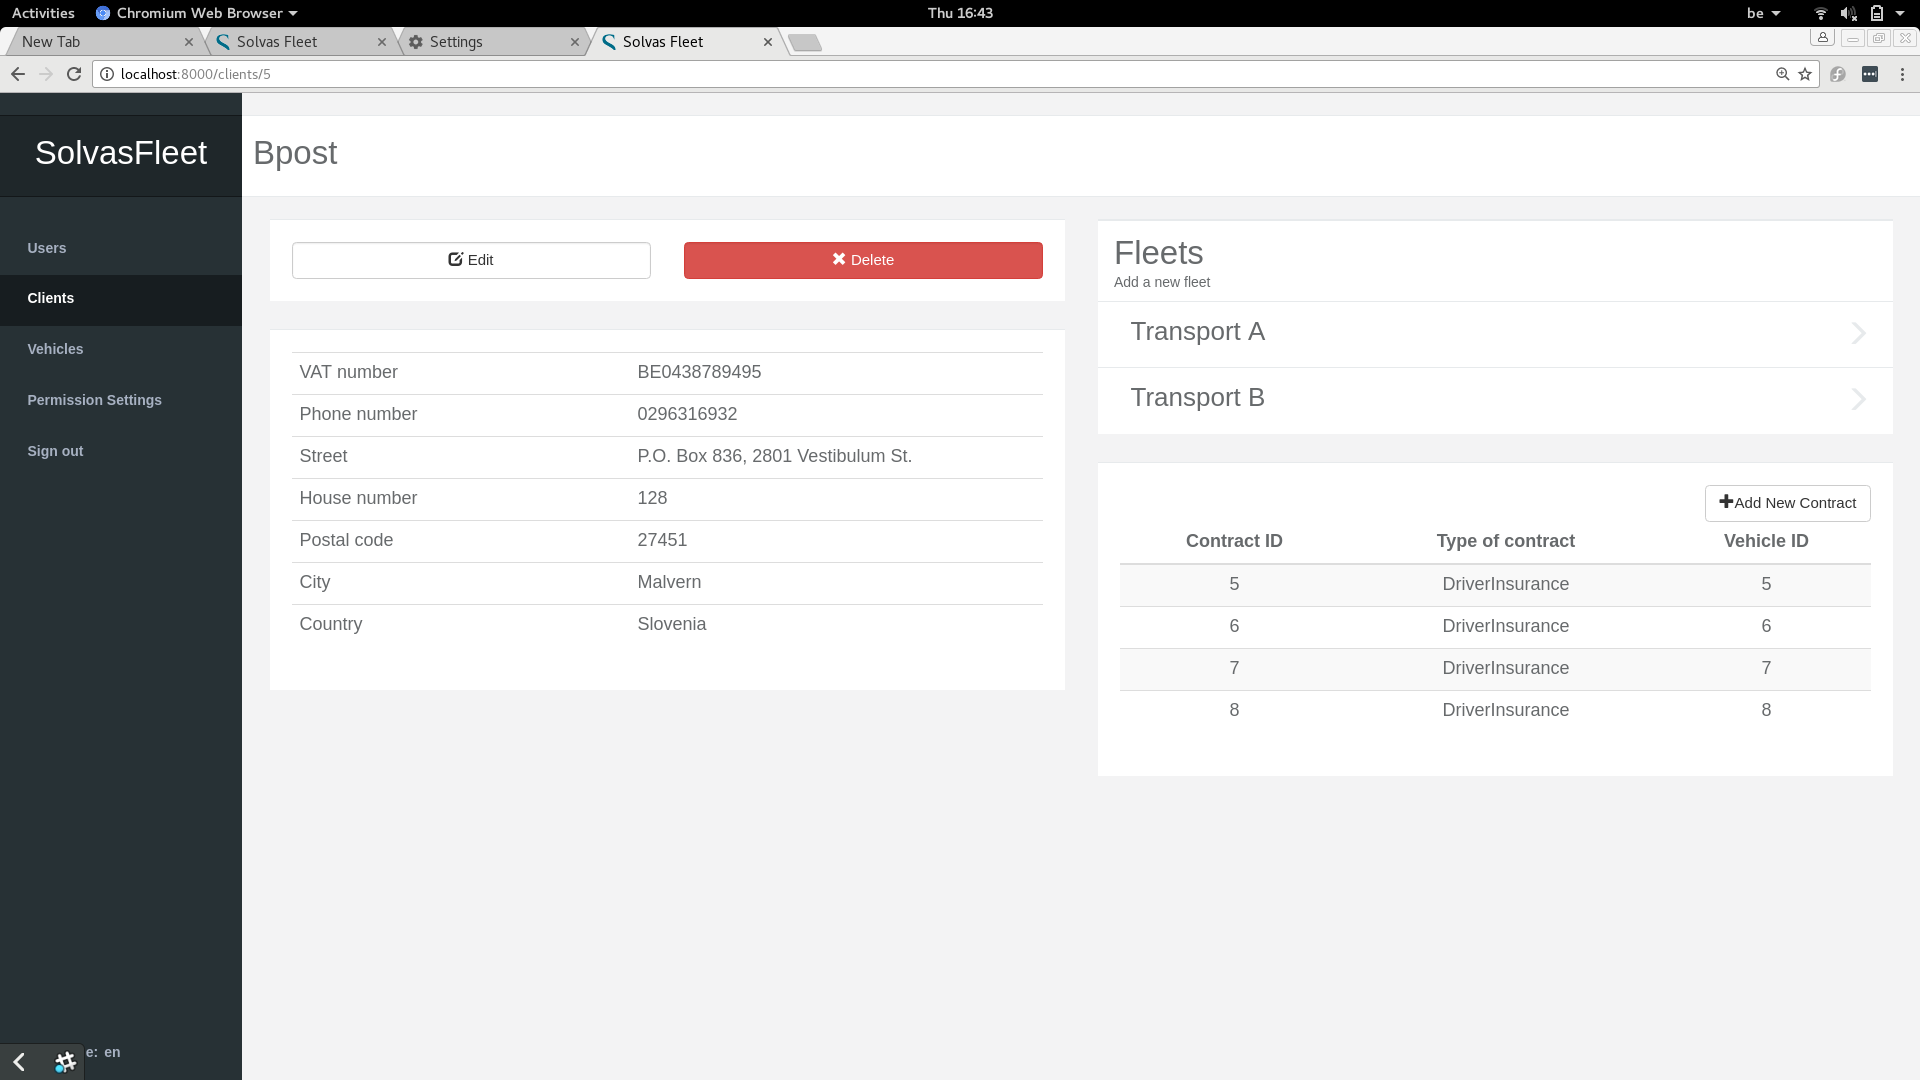 Activities Chromium Web Browser Thu 16:43 be
New Tab Solvas Fleet Settings Solvas Fleet
localhost:8000/clients/5
SolvasFleet
Bpost
Users
Clients
Vehicles
Permission Settings
Sign out
Edit Delete
VAT number BE0438789495
Phone number 0296316932
Street P.O. Box 836, 2801 Vestibulum St.
House number 128
Postal code 27451
City Malvern
Country Slovenia
Fleets
Add a new fleet
Transport A
Transport B
Add New Contract
Contract ID Type of contract Vehicle ID
5 DriverInsurance 5
6 DriverInsurance 6
7 DriverInsurance 7
8 DriverInsurance 8
e: en